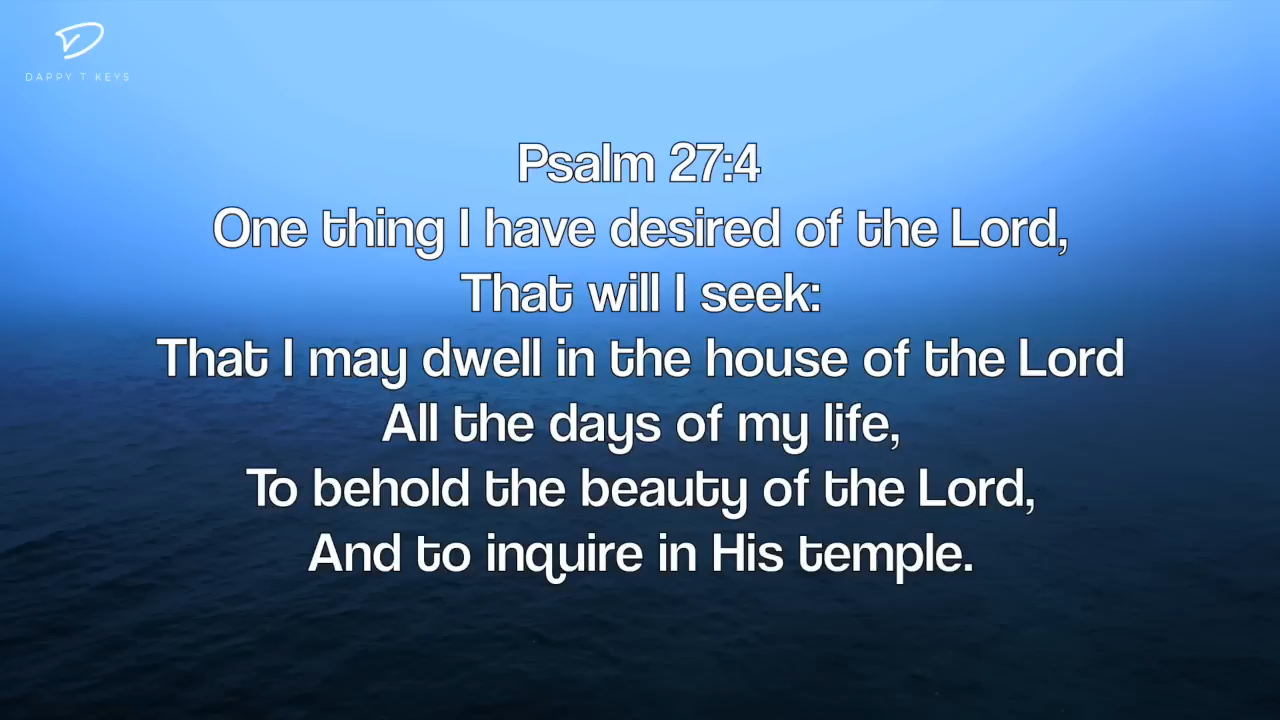 DAPPY T KEYS
Psalm 27:4
One thing I have desired of the Lord,
That will I seek:
That I may dwell in the house of the Lord
All the days of my life,
To behold the beauty of the Lord,
And to inquire in His temple.